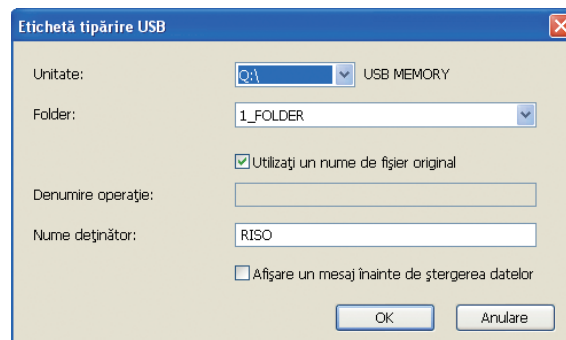 Etichetă tipărire USB
Unitate: Q:\ USB MEMORY
Folder: 1_FOLDER
Utilizaţi un nume de fişier original
Denumire operaţie:
Nume deţinător: RISO
Afişare un mesaj înainte de ştergerea datelor
OK Anulare